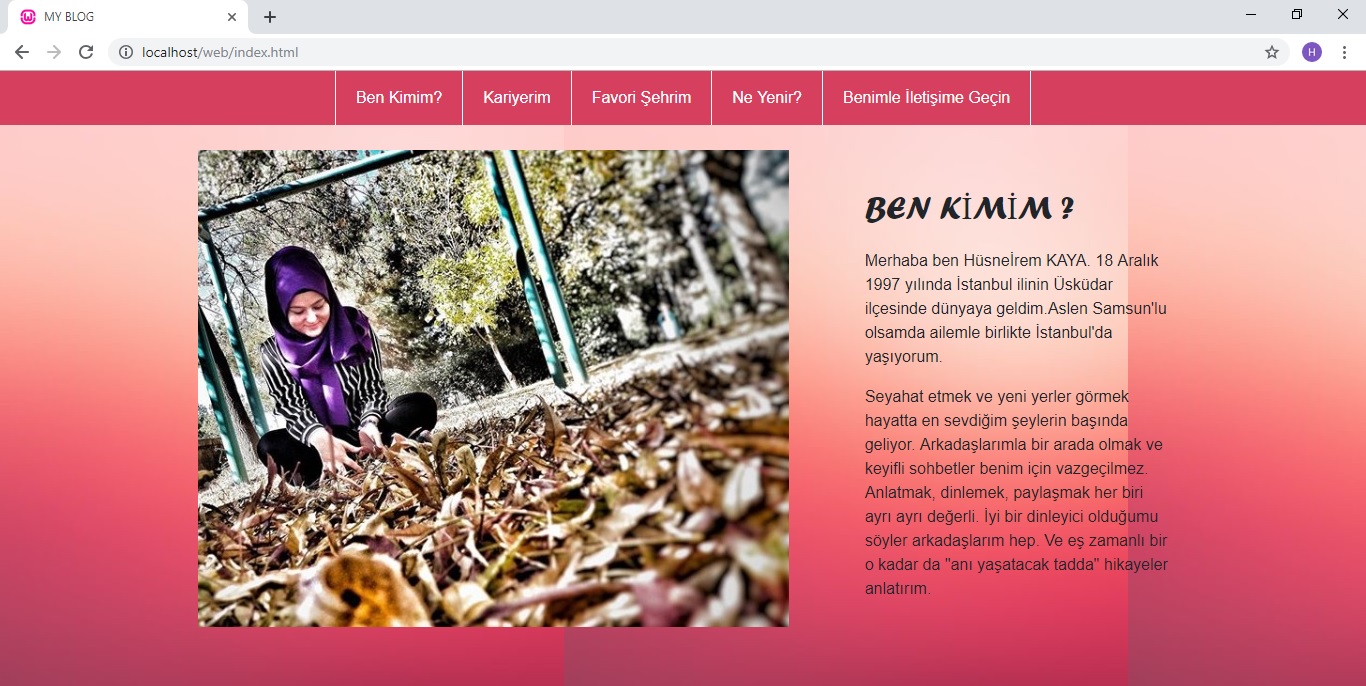 MY BLOG
localhost/web/index.html
H
Ben Kimim?
Kariyerim
Favori Şehrim
Ne Yenir?
Benimle İletişime Geçin
BEN KİMİM ?
Merhaba ben Hüsneİrem KAYA. 18 Aralık
1997 yılında İstanbul ilinin Üsküdar
ilçesinde dünyaya geldim.Aslen Samsun'lu
olsamda ailemle birlikte İstanbul'da
yaşıyorum.
Seyahat etmek ve yeni yerler görmek
hayatta en sevdiğim şeylerin başında
geliyor. Arkadaşlarımla bir arada olmak ve
keyifli sohbetler benim için vazgeçilmez.
Anlatmak, dinlemek, paylaşmak her biri
ayrı ayrı değerli. İyi bir dinleyici olduğumu
söyler arkadaşlarım hep. Ve eş zamanlı bir
o kadar da "anı yaşatacak tadda" hikayeler
anlatırım.